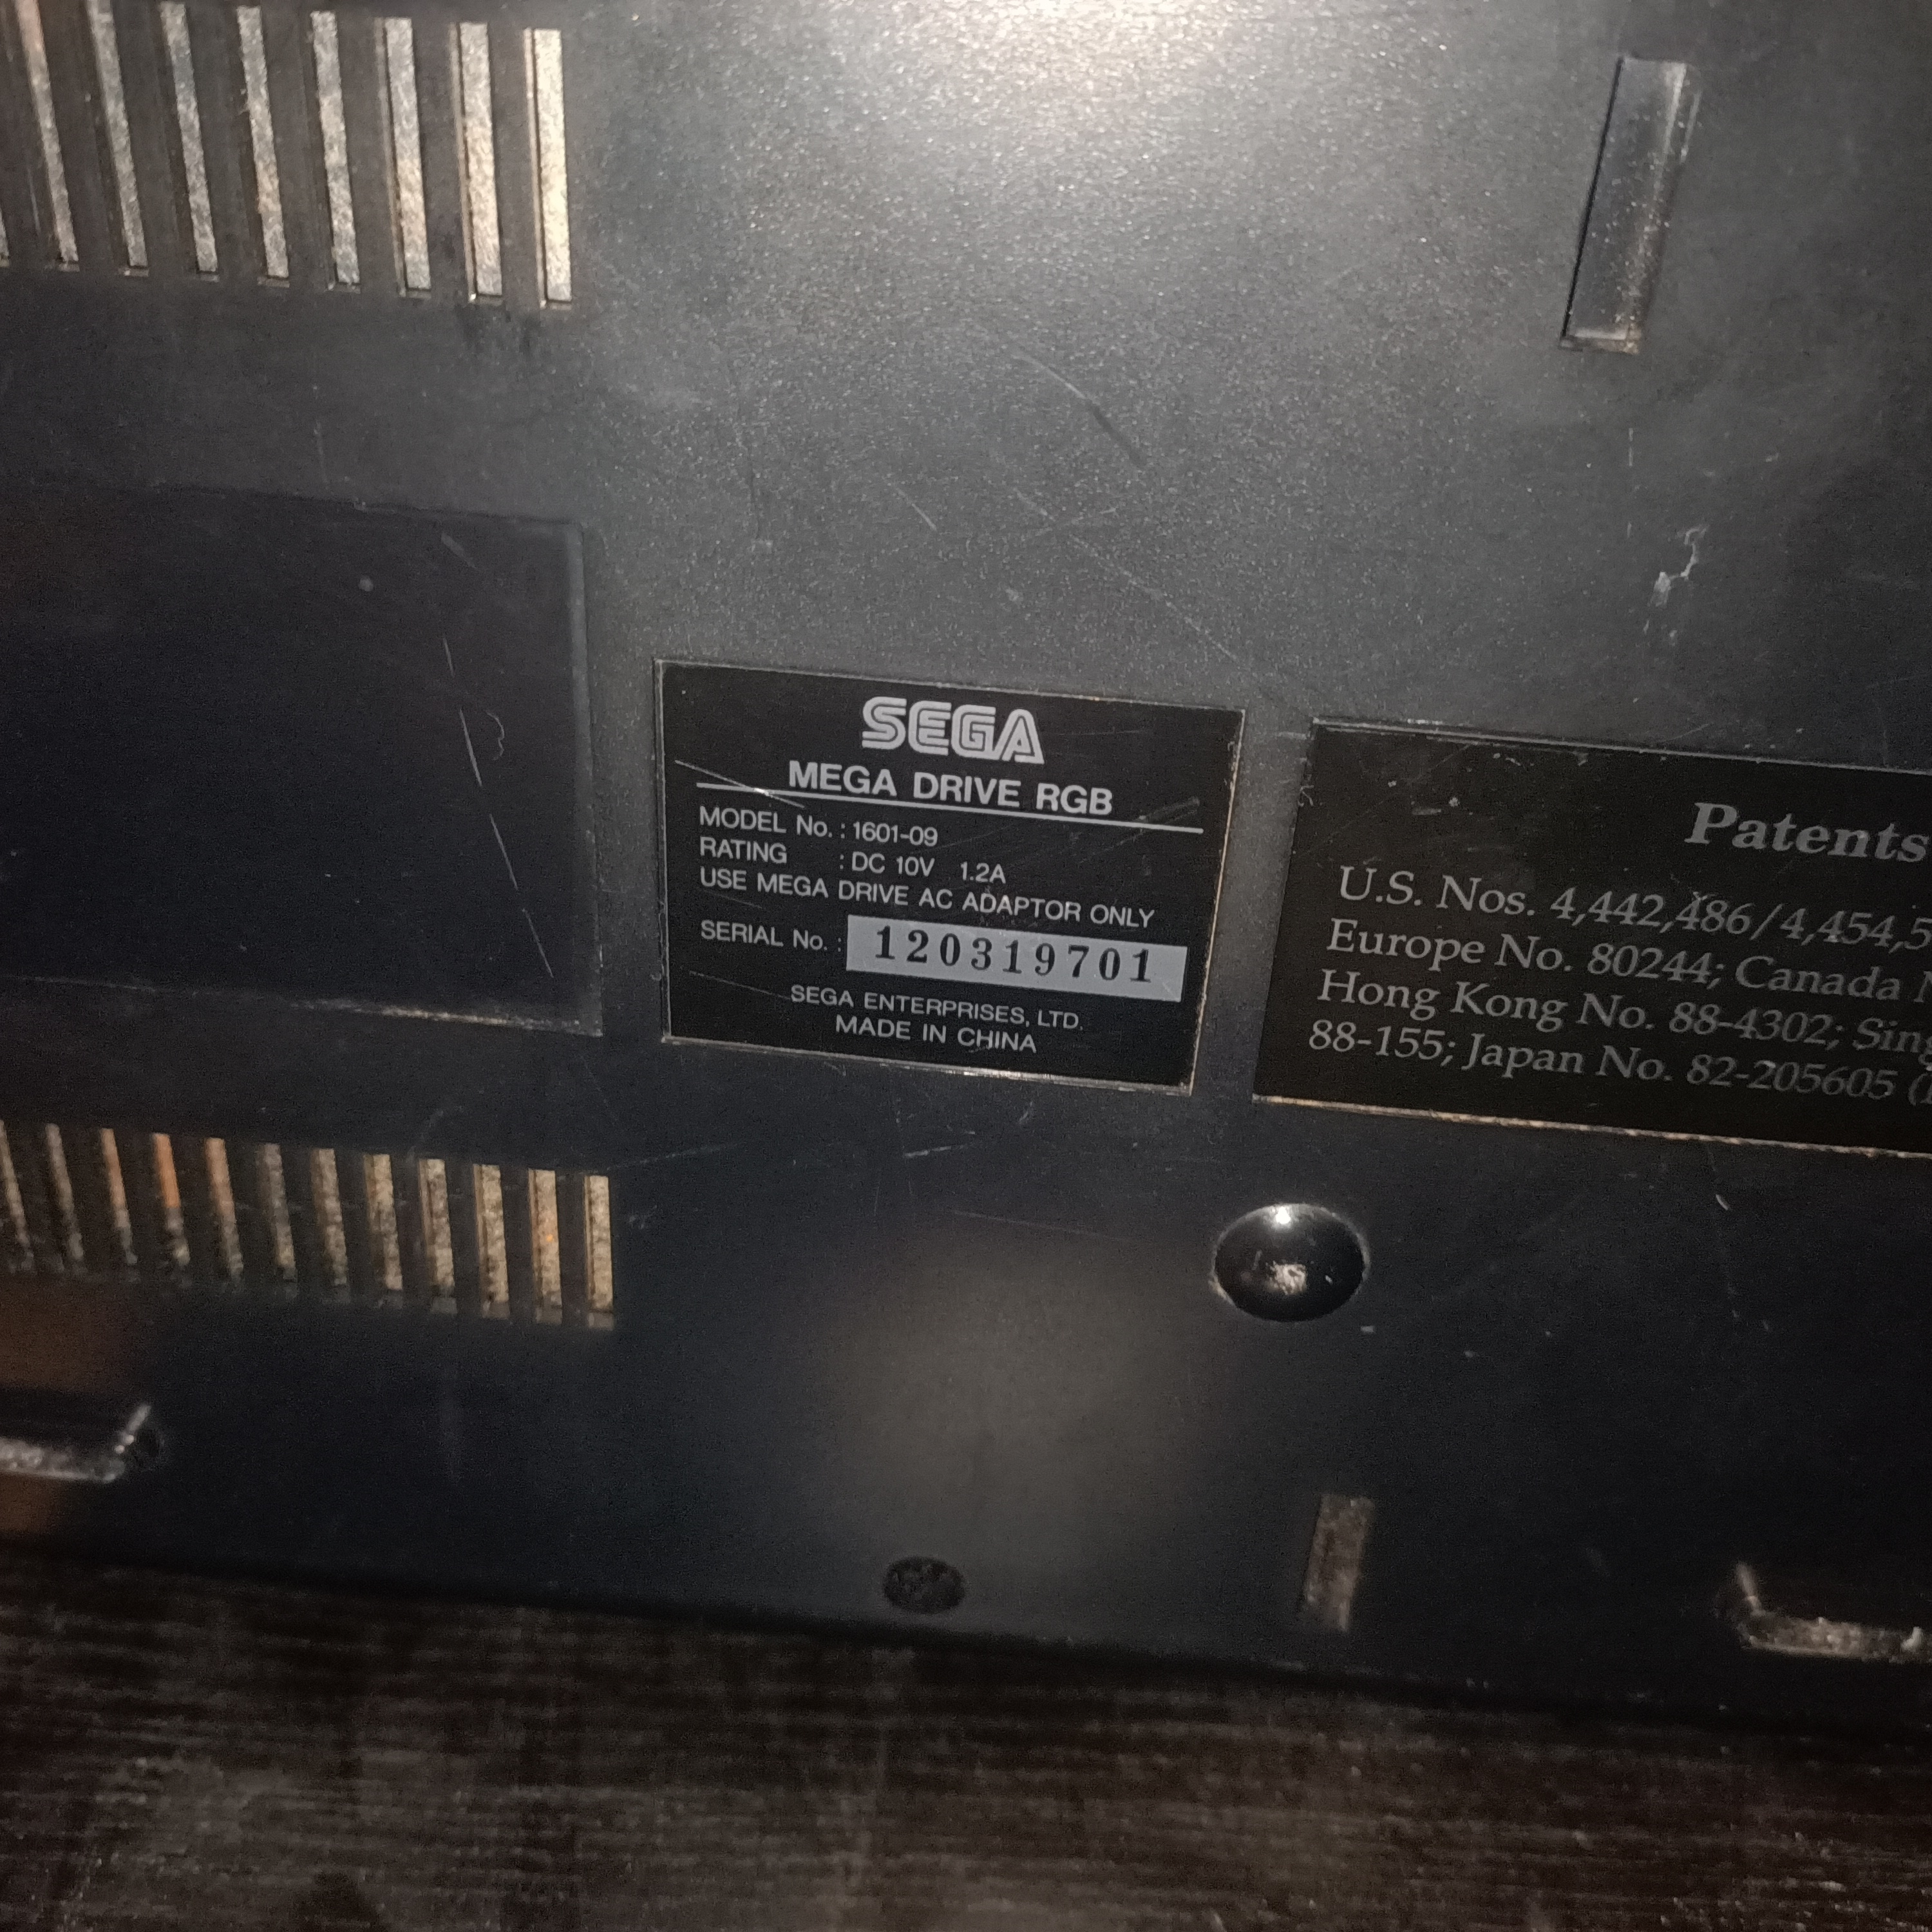 SEGA
MEGA DRIVE RGB
MODEL No. : 1601-09
RATING : DC 10V 1.2A
USE MEGA DRIVE AC ADAPTOR ONLY
SERIAL No. : 120319701
SEGA ENTERPRISES, LTD.
MADE IN CHINA
Patents
U.S. Nos. 4,442,486/4,454,5
Europe No. 80244; Canada
Hong Kong No. 88-4302; Sing
88-155; Japan No. 82-205605 (